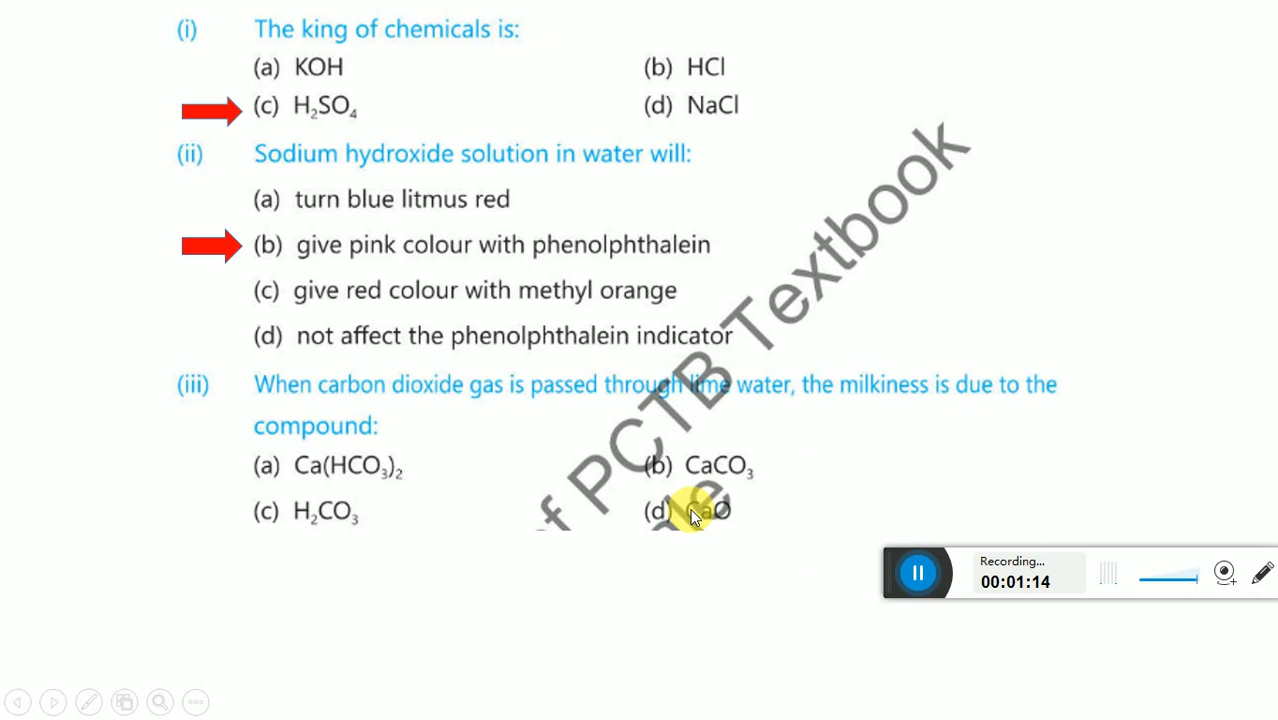 (i) The king of chemicals is:
(a) KOH (b) HCl
(c) H₂SO₄ (d) NaCl
(ii) Sodium hydroxide solution in water will:
(a) turn blue litmus red
(b) give pink colour with phenolphthalein
(c) give red colour with methyl orange
(d) not affect the phenolphthalein indicator
(iii) When carbon dioxide gas is passed through lime water, the milkiness is due to the
compound:
(a) Ca(HCO₃)₂ (b) CaCO₃
(c) H₂CO₃ (d) CaO
of PCTB Textbook
Recording...
00:01:14